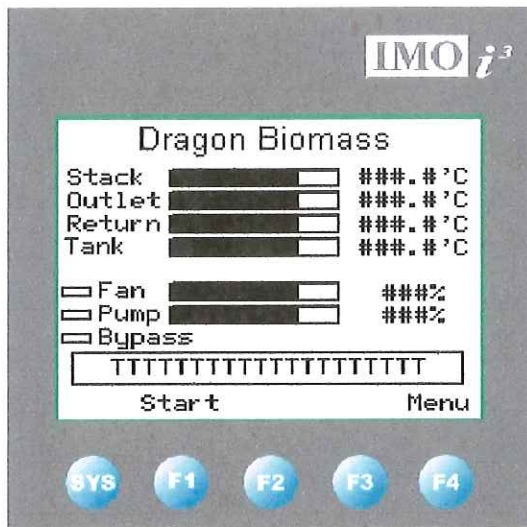 IMO i³
Dragon Biomass
Stack ###.#'C
Outlet ###.#'C
Return ###.#'C
Tank ###.#'C
Fan ###%
Pump ###%
Bypass
TTTTTTTTTTTTTTTTTTTT
Start Menu
SYS F1 F2 F3 F4